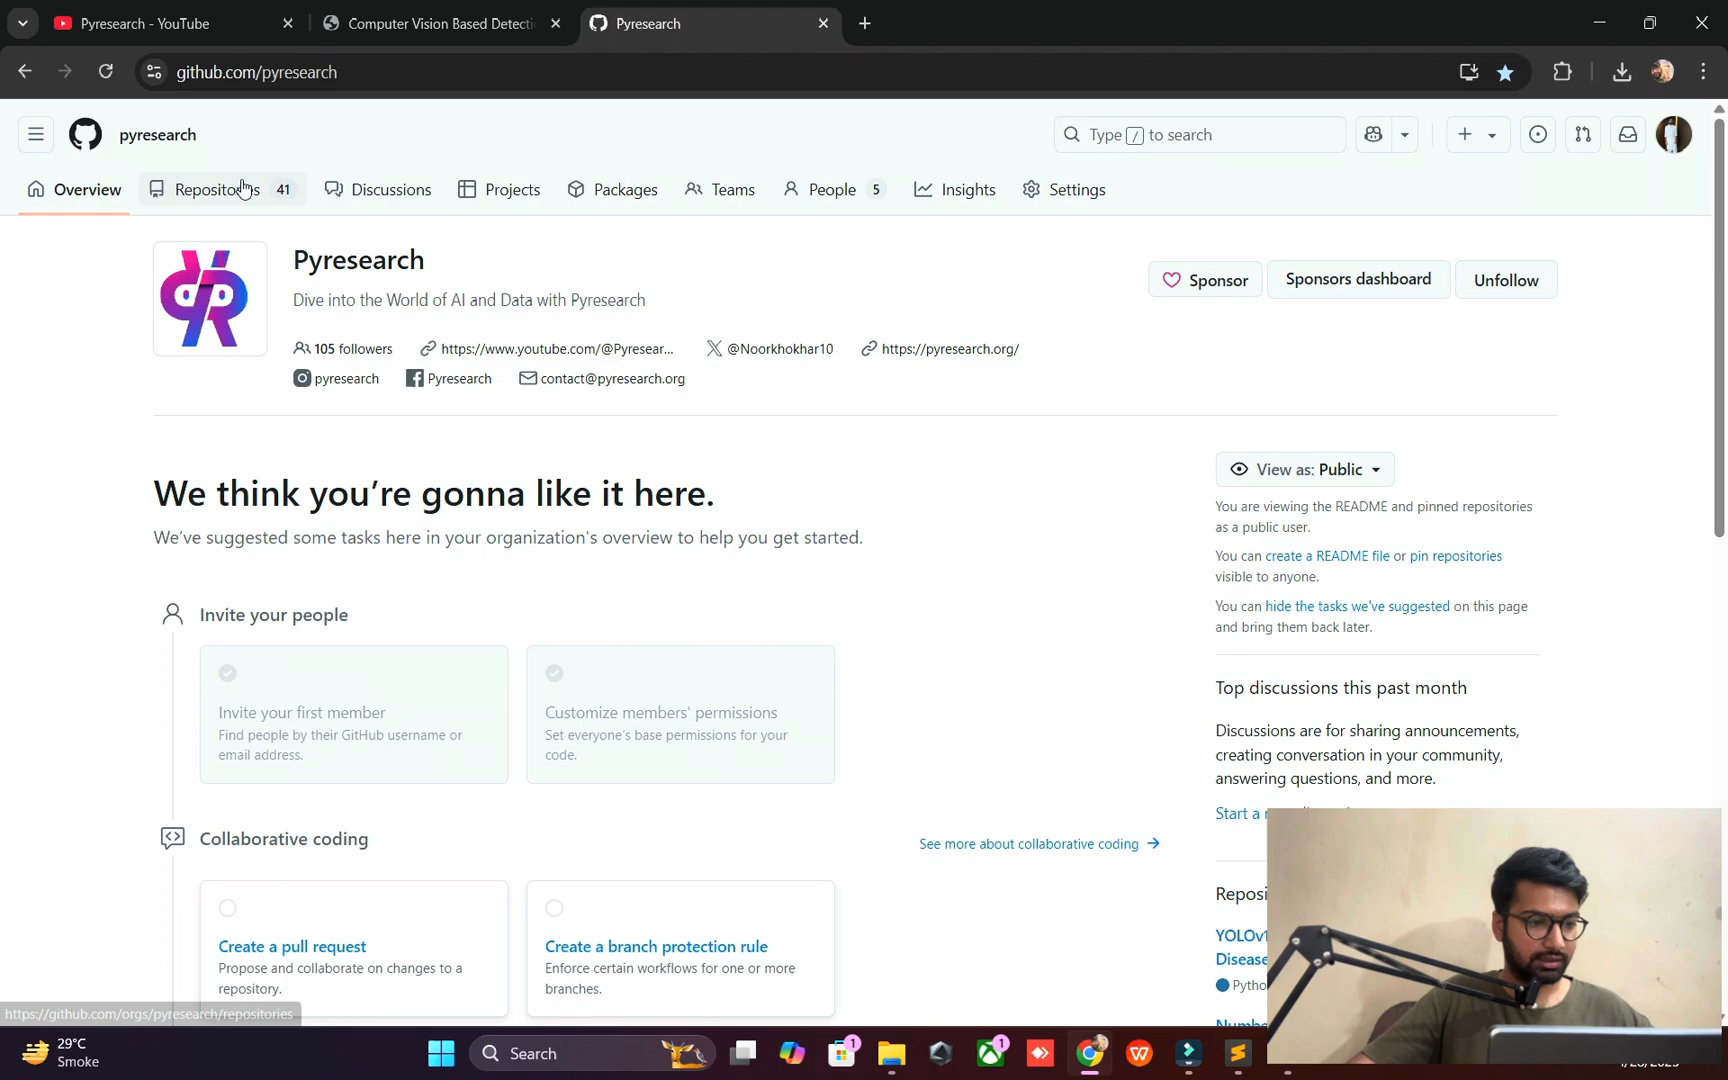 Pyresearch - YouTube
Computer Vision Based Detecti
Pyresearch
github.com/pyresearch
pyresearch
Type / to search
Overview
Repositories 41
Discussions
Projects
Packages
Teams
People 5
Insights
Settings
Pyresearch
Dive into the World of AI and Data with Pyresearch
Sponsor
Sponsors dashboard
Unfollow
105 followers
https://www.youtube.com/@Pyresear...
@Noorkhokhar10
https://pyresearch.org/
pyresearch
Pyresearch
contact@pyresearch.org
We think you're gonna like it here.
We've suggested some tasks here in your organization's overview to help you get started.
View as: Public
You are viewing the README and pinned repositories
as a public user.
You can create a README file or pin repositories
visible to anyone.
You can hide the tasks we've suggested on this page
and bring them back later.
Invite your people
Invite your first member
Find people by their GitHub username or
email address.
Customize members' permissions
Set everyone's base permissions for your
code.
Top discussions this past month
Discussions are for sharing announcements,
creating conversation in your community,
answering questions, and more.
Start a
Collaborative coding
See more about collaborative coding
Create a pull request
Propose and collaborate on changes to a
repository.
Create a branch protection rule
Enforce certain workflows for one or more
branches.
Reposi
YOLOv1
Disease
Pytho
https://github.com/orgs/pyresearch/repositories
29°C
Smoke
Search
1
1